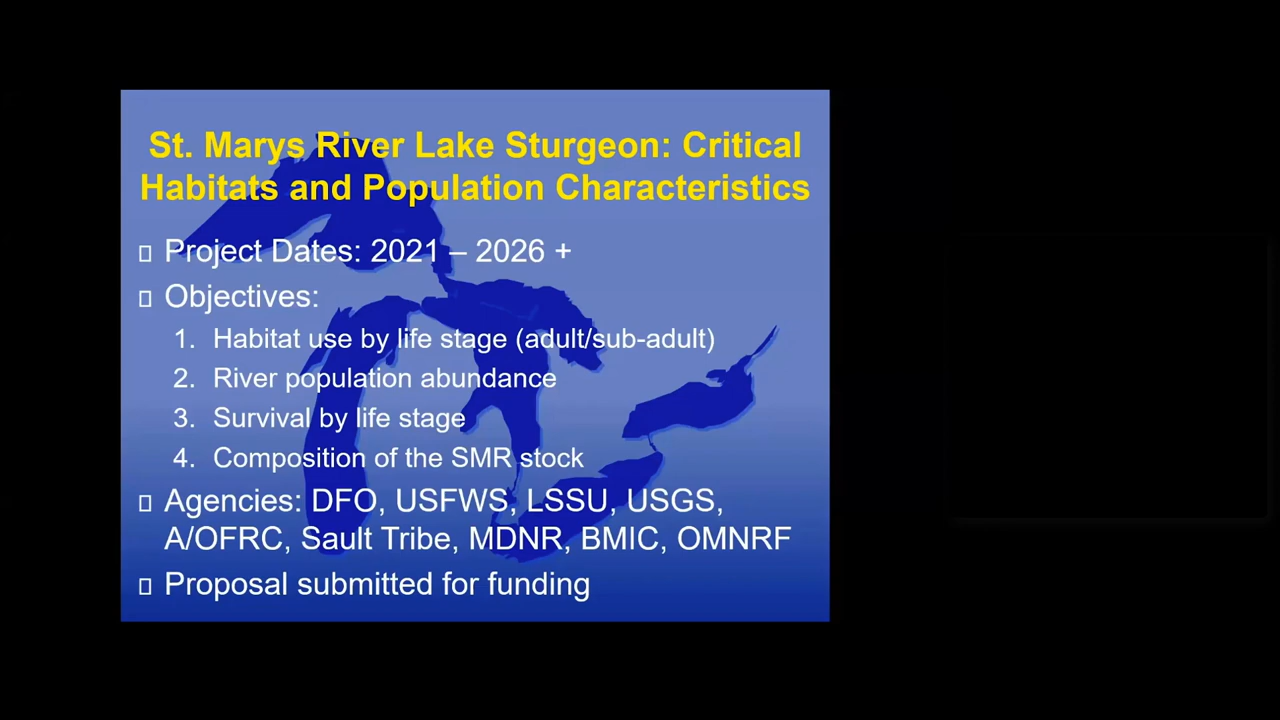 St. Marys River Lake Sturgeon: Critical
Habitats and Population Characteristics
Project Dates: 2021 – 2026 +
Objectives:
1. Habitat use by life stage (adult/sub-adult)
2. River population abundance
3. Survival by life stage
4. Composition of the SMR stock
Agencies: DFO, USFWS, LSSU, USGS,
A/OFRC, Sault Tribe, MDNR, BMIC, OMNRF
Proposal submitted for funding